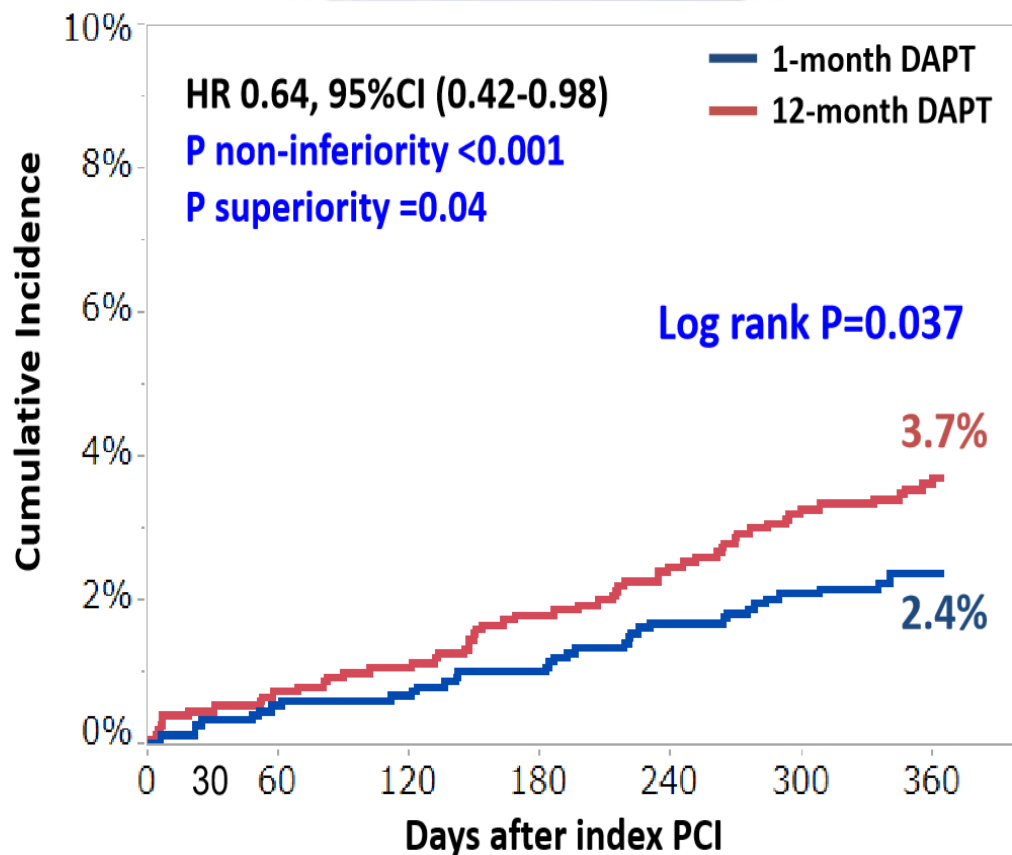 10%
8%
6%
4%
2%
0%
Cumulative Incidence
HR 0.64, 95%CI (0.42-0.98)
P non-inferiority <0.001
P superiority =0.04
1-month DAPT
12-month DAPT
Log rank P=0.037
3.7%
2.4%
0 30 60 120 180 240 300 360
Days after index PCI